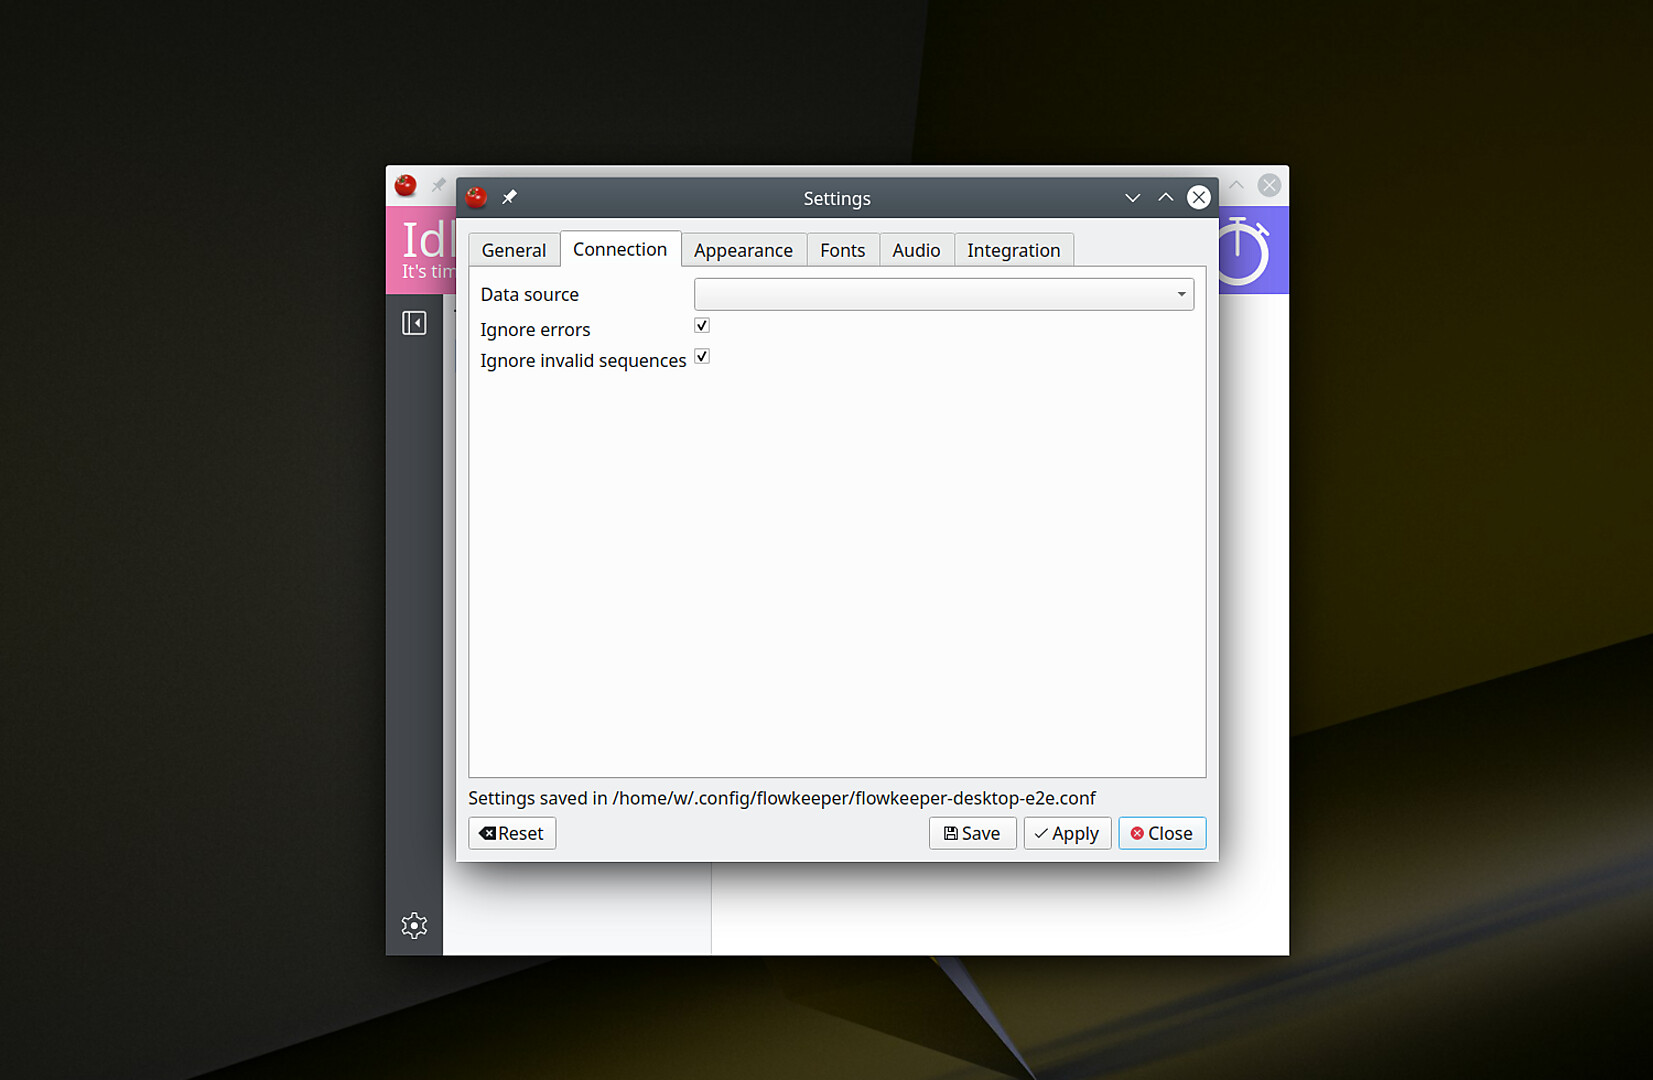 Settings
Idl
It's tim
General Connection Appearance Fonts Audio Integration
Data source
Ignore errors
Ignore invalid sequences
Settings saved in /home/w/.config/flowkeeper/flowkeeper-desktop-e2e.conf
Reset Save Apply Close